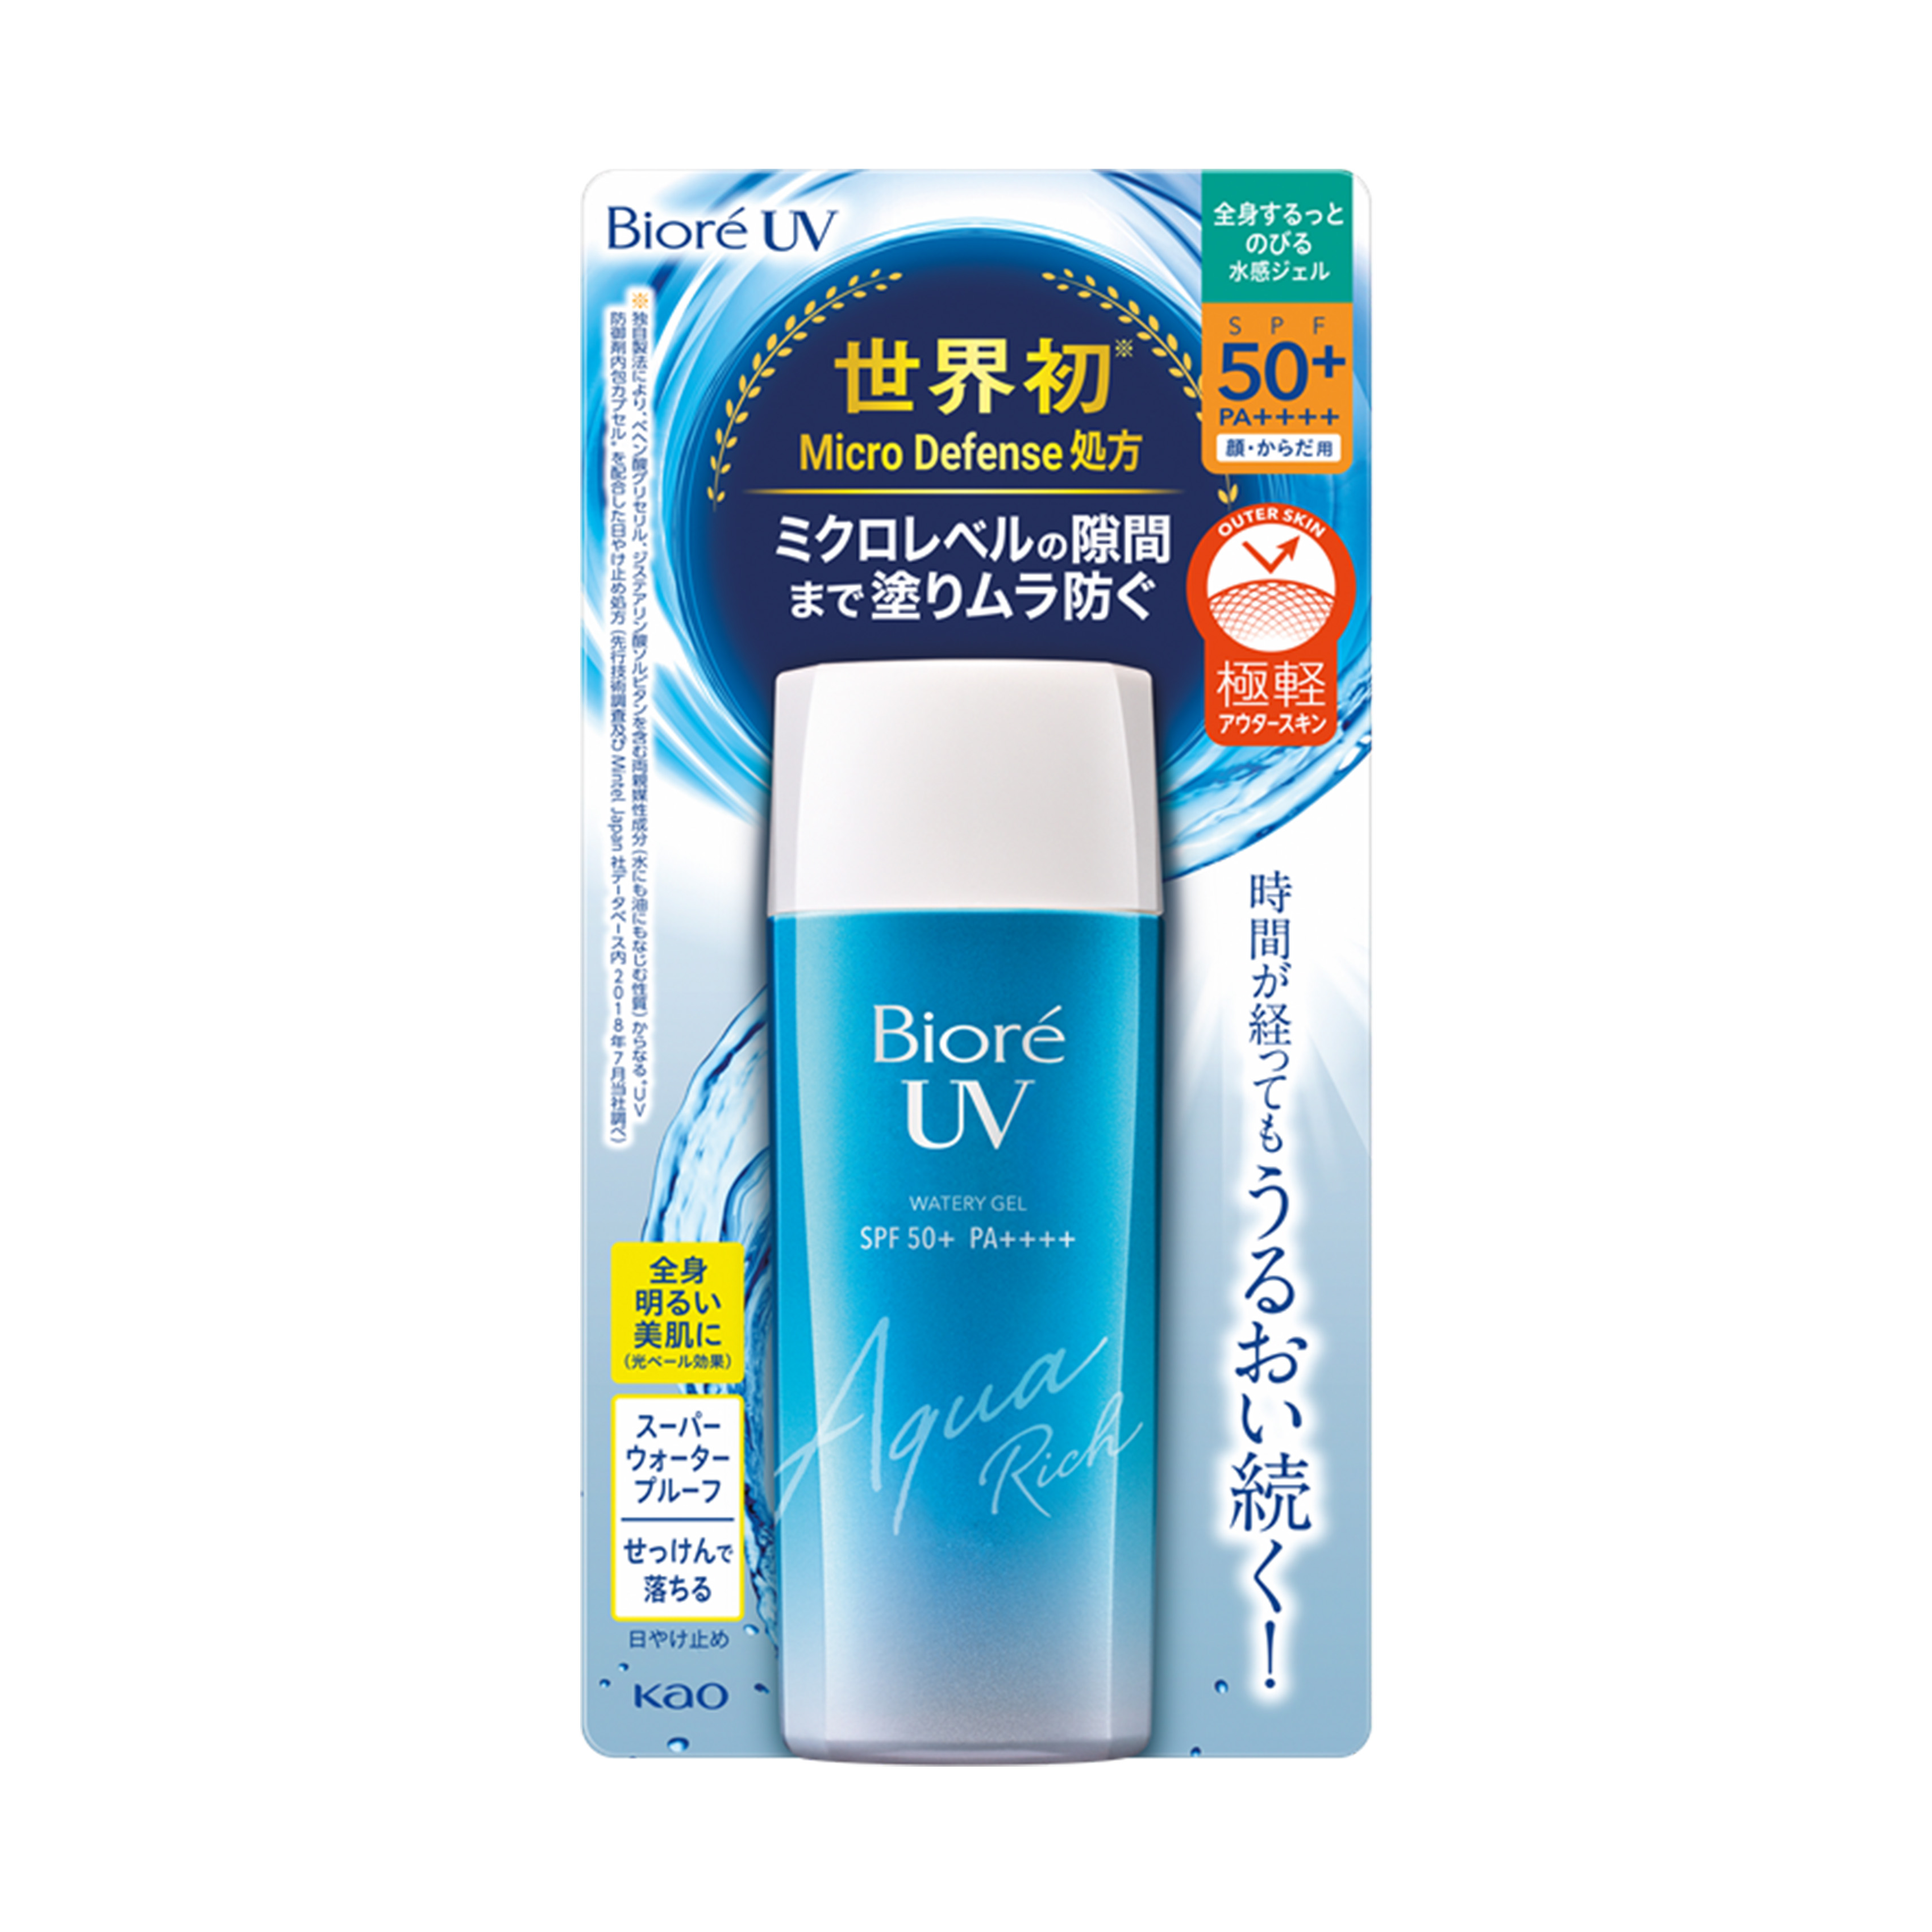 Bioré UV
全身するっと
のびる
水感ジェル
SPF
50+
PA++++
顔・からだ用
世界初※
Micro Defense 処方
ミクロレベルの隙間
まで塗りムラ防ぐ
OUTER SKIN
極軽
アウタースキン
※独自製法により、ベヘン酸グリセリル、ジステアリン酸ソルビタンを含む両親媒性成分(水にも油にもなじむ性質)からなる、"UV
防御剤内包カプセル"を配合した日やけ止め処方(先行技術調査及びMintel Japan社データベース内2018年7月当社調べ)
時間が経ってもうるおい続く!
Bioré
UV
WATERY GEL
SPF 50+ PA++++
Aqua
Rich
全身
明るい
美肌に
(光ベール効果)
スーパー
ウォーター
プルーフ
せっけんで
落ちる
日やけ止め
kao